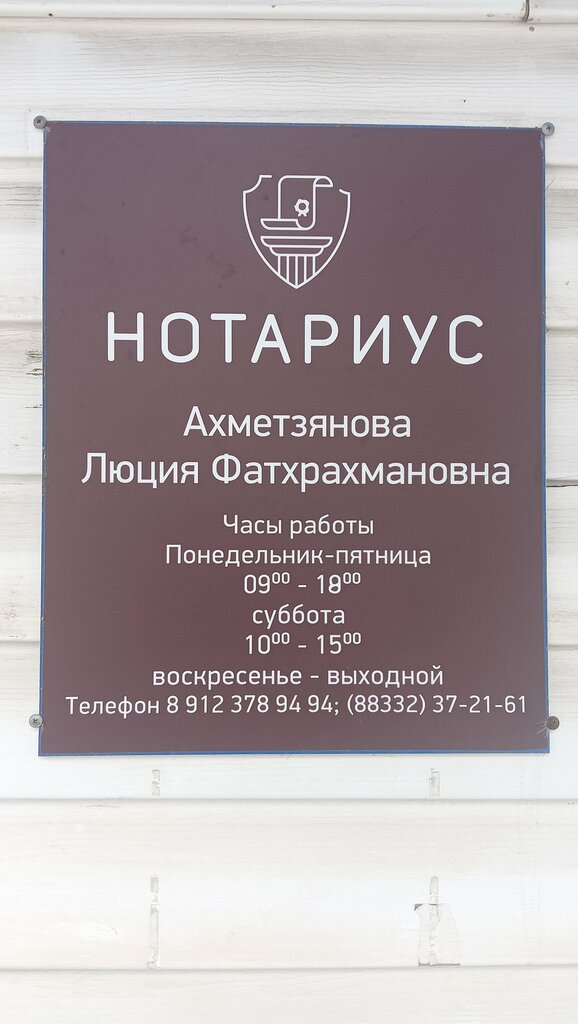 НОТАРИУС
Ахметзянова
Люция Фатхрахмановна
Часы работы
Понедельник-пятница
09⁰⁰ - 18⁰⁰
суббота
10⁰⁰ - 15⁰⁰
воскресенье - выходной
Телефон 8 912 378 94 94; (88332) 37-21-61